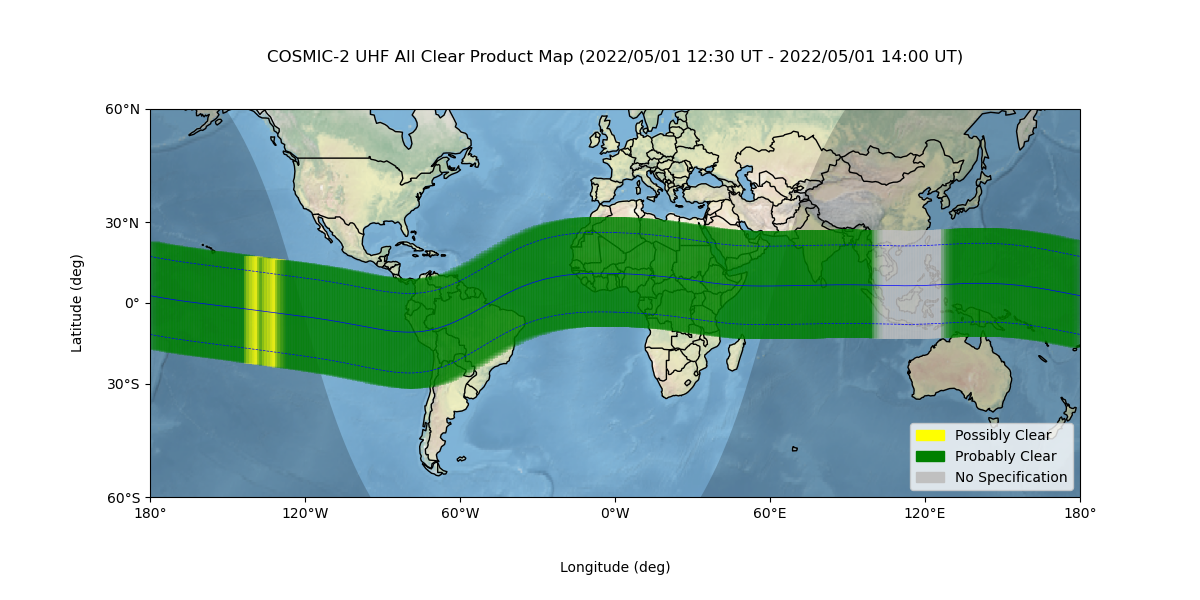 COSMIC-2 UHF All Clear Product Map (2022/05/01 12:30 UT - 2022/05/01 14:00 UT)
60°N
30°N
0°
30°S
60°S
Latitude (deg)
Possibly Clear
Probably Clear
No Specification
180°
120°W
60°W
0°W
60°E
120°E
180°
Longitude (deg)